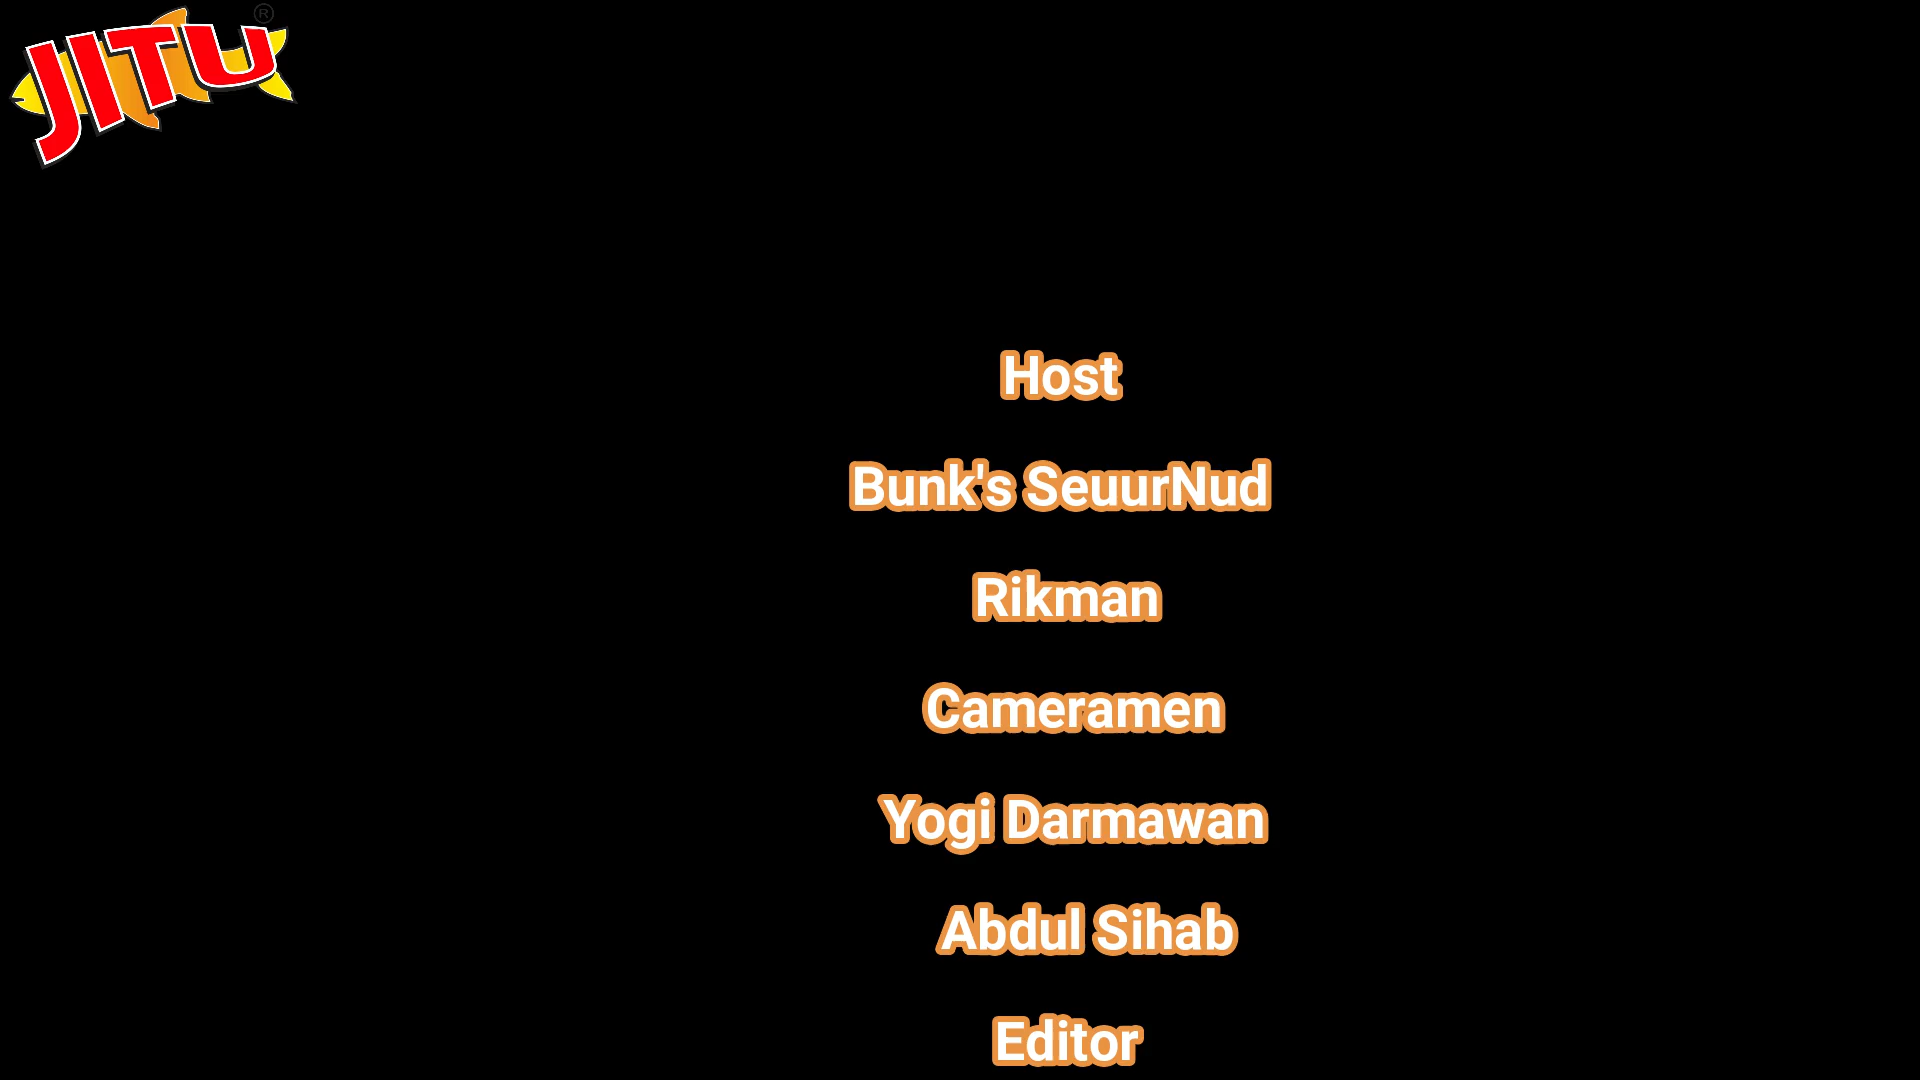 JITU
®
Host
Bunk's SeuurNud
Rikman
Cameramen
Yogi Darmawan
Abdul Sihab
Editor